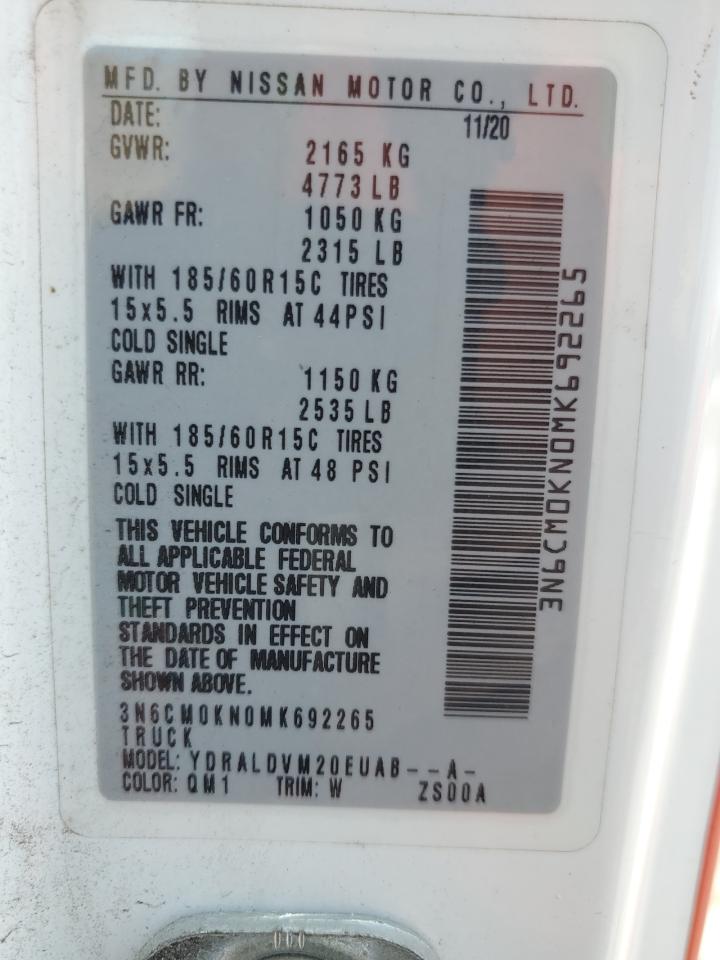 MFD. BY NISSAN MOTOR CO., LTD.
DATE: 11/20
GVWR: 2165 KG
4773 LB
GAWR FR: 1050 KG
2315 LB
WITH 185/60R15C TIRES
15x5.5 RIMS AT 44PSI
COLD SINGLE
GAWR RR: 1150 KG
2535 LB
WITH 185/60R15C TIRES
15x5.5 RIMS AT 48 PSI
COLD SINGLE
THIS VEHICLE CONFORMS TO
ALL APPLICABLE FEDERAL
MOTOR VEHICLE SAFETY AND
THEFT PREVENTION
STANDARDS IN EFFECT ON
THE DATE OF MANUFACTURE
SHOWN ABOVE.
3N6CM0KN0MK692265
TRUCK
MODEL: YDRALDVM20EUAB--A-
COLOR: QM1 TRIM: W ZS00A
3N6CM0KN0MK692265
060